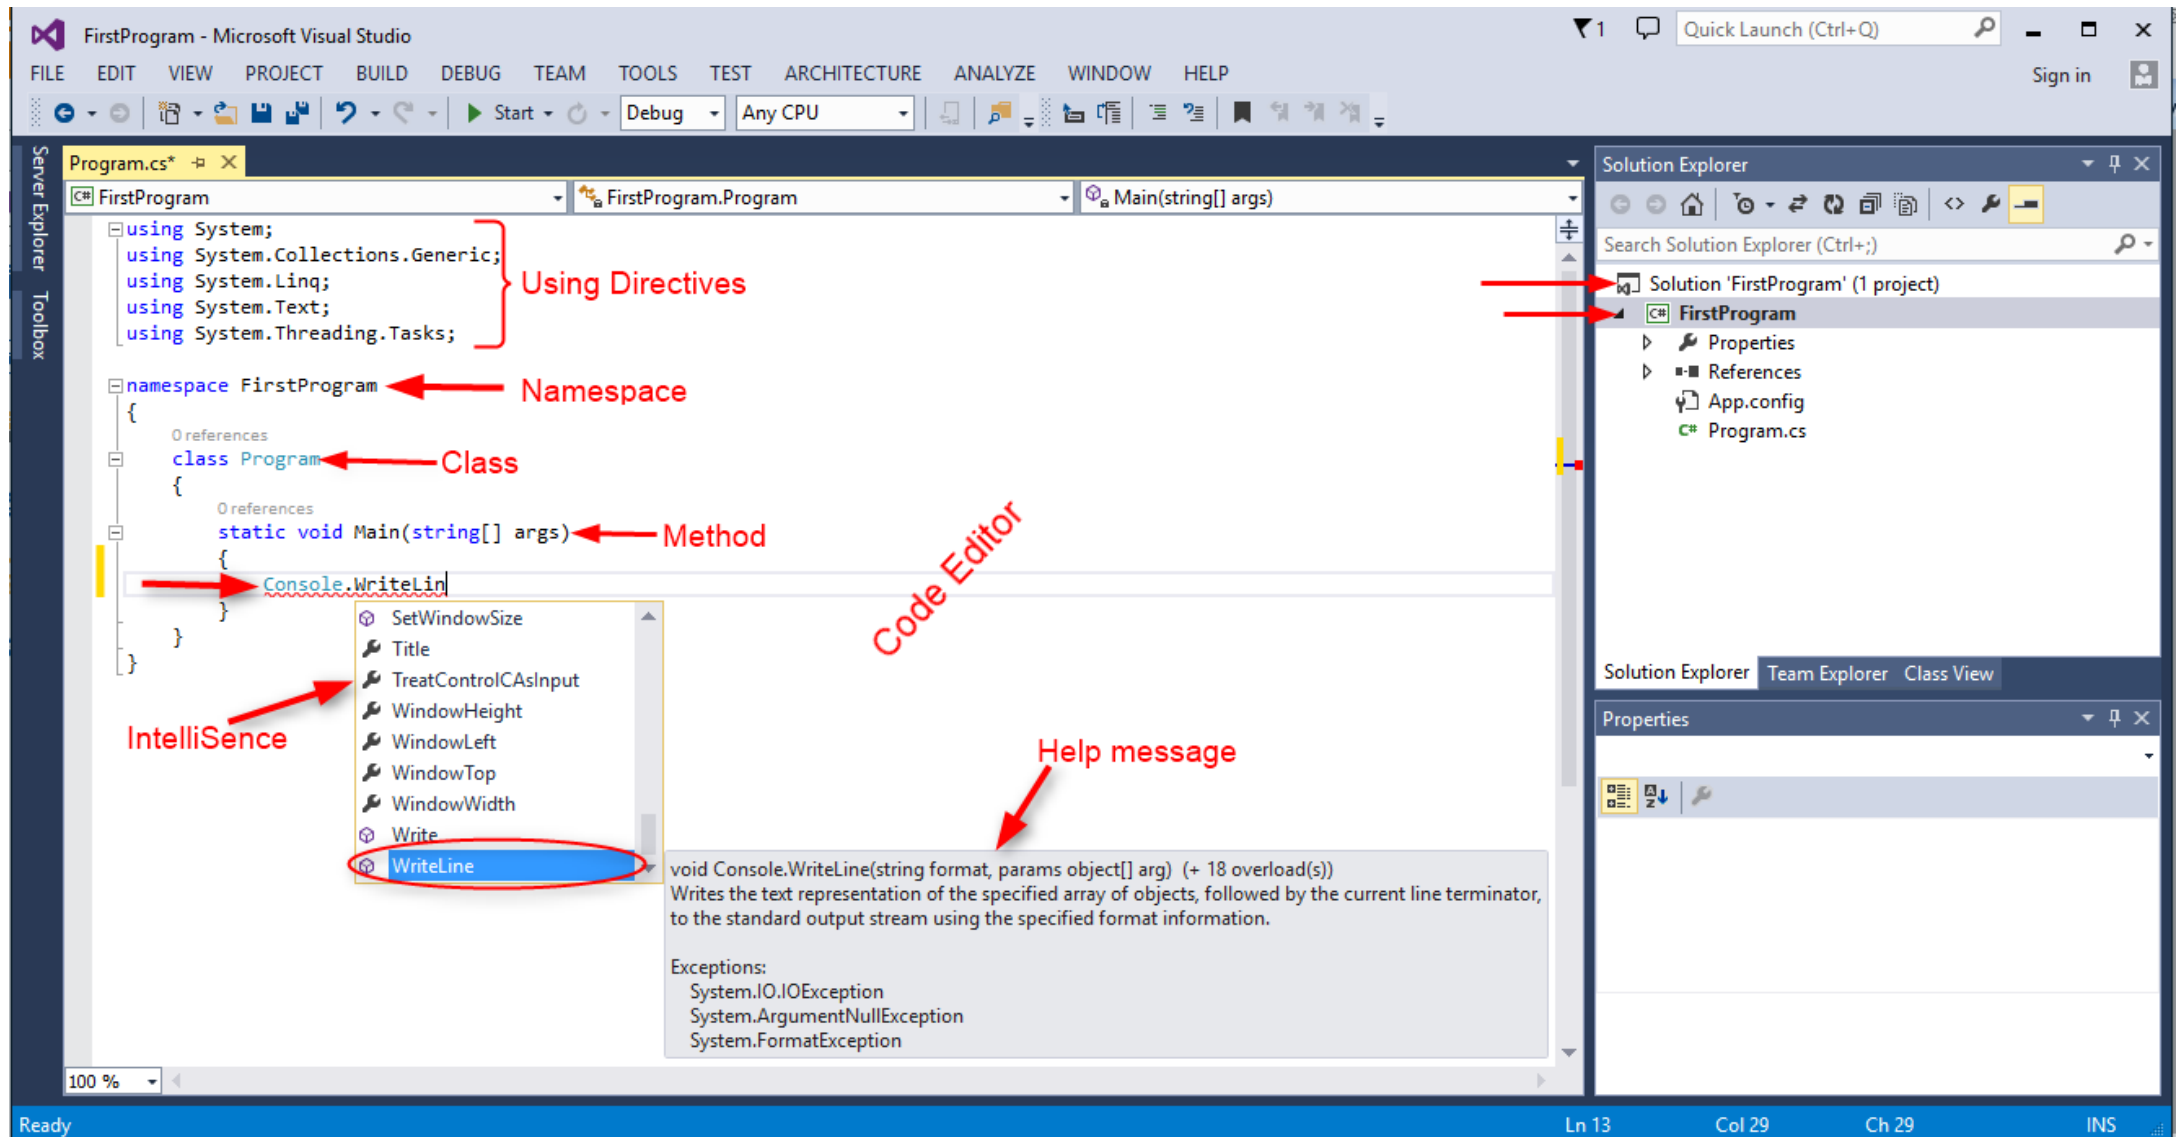 FirstProgram - Microsoft Visual Studio
1
Quick Launch (Ctrl+Q)
FILE EDIT VIEW PROJECT BUILD DEBUG TEAM TOOLS TEST ARCHITECTURE ANALYZE WINDOW HELP
Sign in
Start Debug Any CPU
Server Explorer
Toolbox
Program.cs*
C# FirstProgram
FirstProgram.Program
Main(string[] args)
using System;
using System.Collections.Generic;
using System.Linq;
using System.Text;
using System.Threading.Tasks;
Using Directives
namespace FirstProgram
Namespace
{
0 references
class Program
Class
{
0 references
static void Main(string[] args)
Method
{
Console.WriteLin
}
}
}
Code Editor
SetWindowSize
Title
TreatControlCAsInput
WindowHeight
WindowLeft
WindowTop
WindowWidth
Write
WriteLine
IntelliSence
Help message
void Console.WriteLine(string format, params object[] arg) (+ 18 overload(s))
Writes the text representation of the specified array of objects, followed by the current line terminator,
to the standard output stream using the specified format information.
Exceptions:
System.IO.IOException
System.ArgumentNullException
System.FormatException
100 %
Solution Explorer
Search Solution Explorer (Ctrl+;)
Solution 'FirstProgram' (1 project)
C# FirstProgram
Properties
References
App.config
C# Program.cs
Solution Explorer Team Explorer Class View
Properties
Ready
Ln 13 Col 29 Ch 29 INS